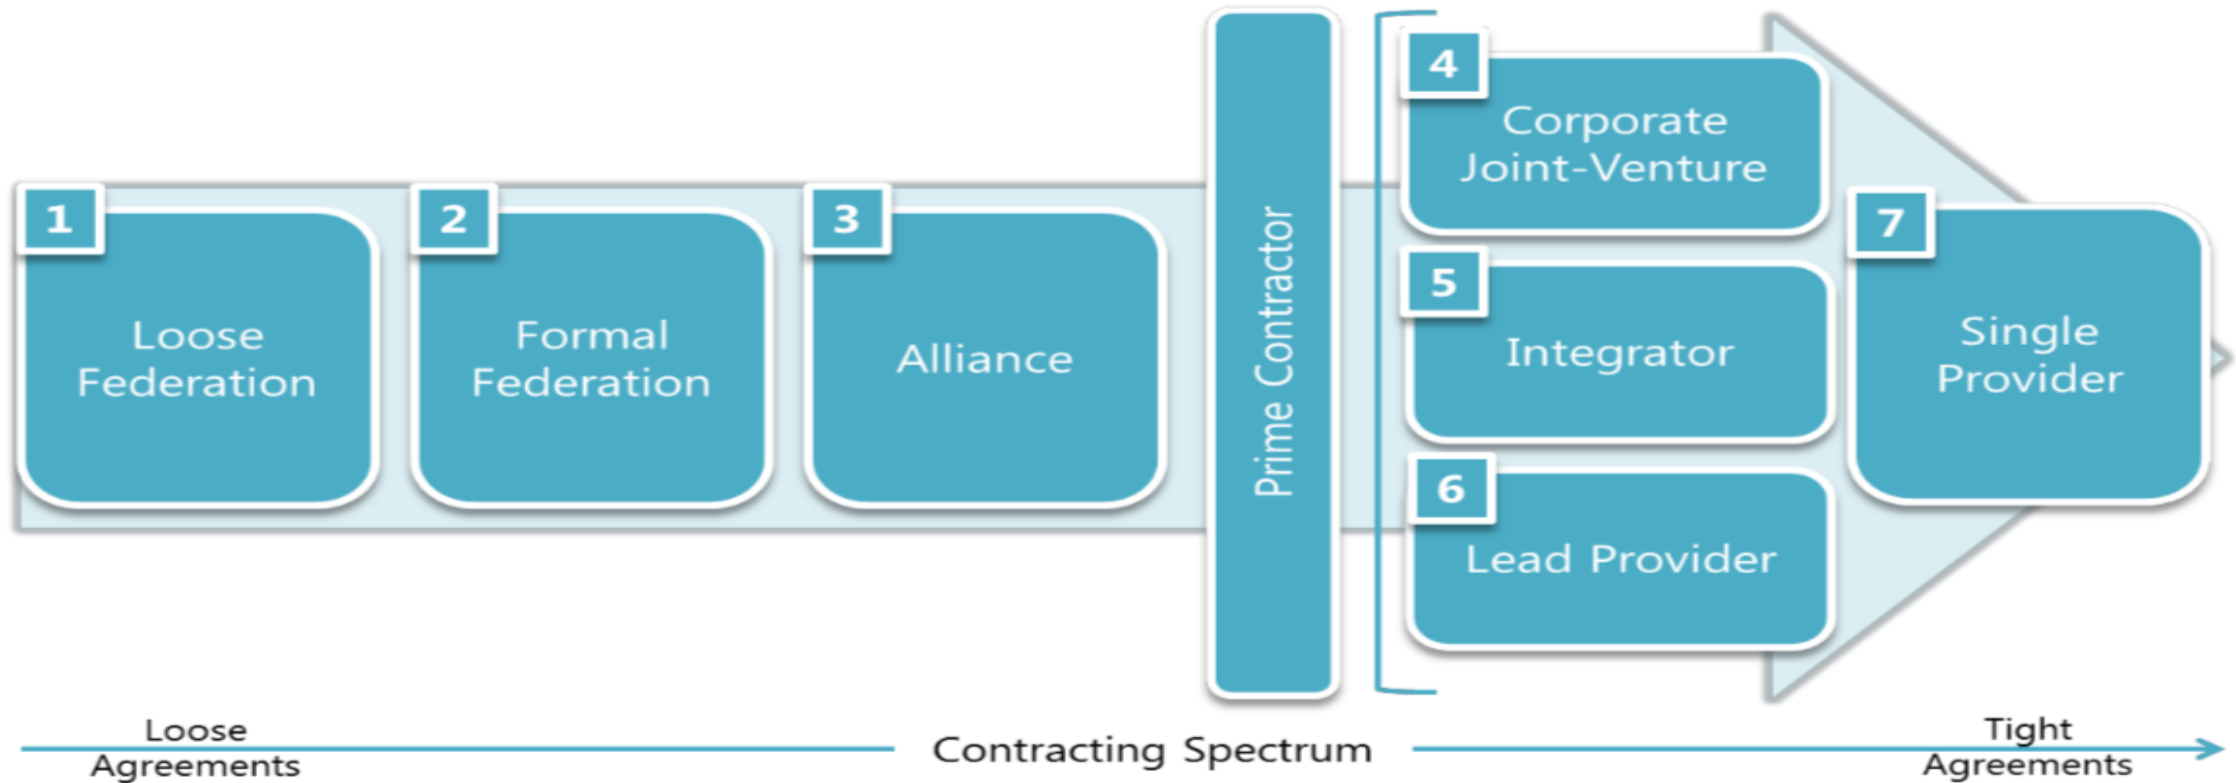 1
Loose
Federation
2
Formal
Federation
3
Alliance
Prime Contractor
4
Corporate
Joint-Venture
5
Integrator
6
Lead Provider
7
Single
Provider
Loose
Agreements
Contracting Spectrum
Tight
Agreements